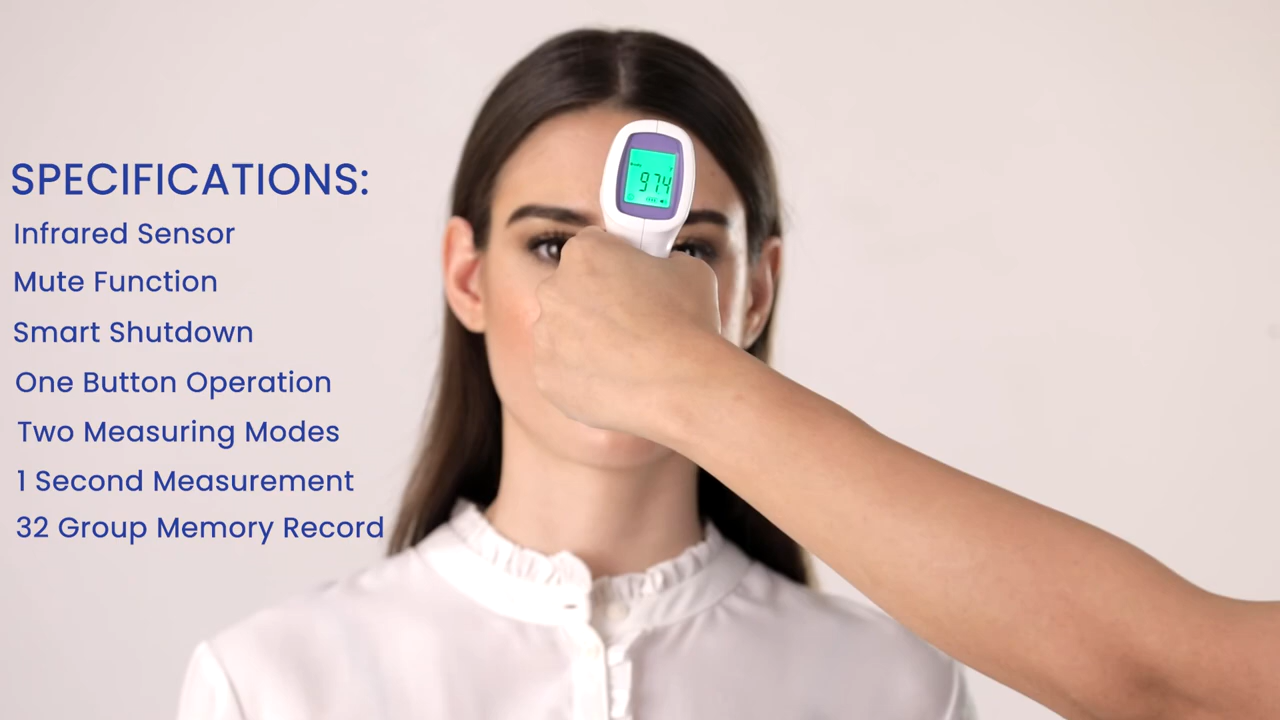 SPECIFICATIONS:
Infrared Sensor
Mute Function
Smart Shutdown
One Button Operation
Two Measuring Modes
1 Second Measurement
32 Group Memory Record
974